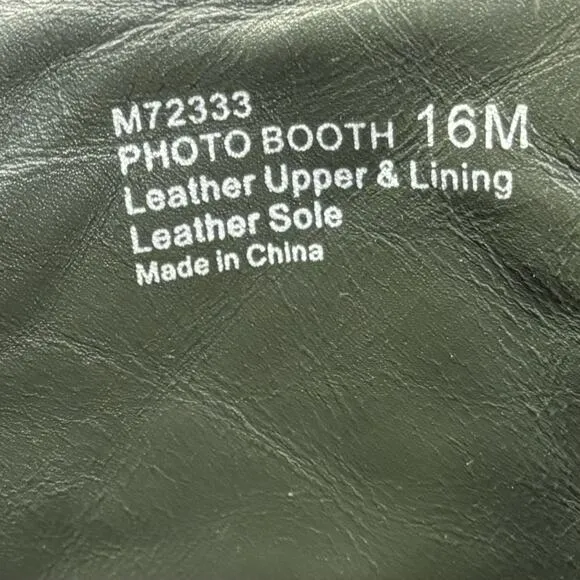 M72333
PHOTO BOOTH 16M
Leather Upper & Lining
Leather Sole
Made in China